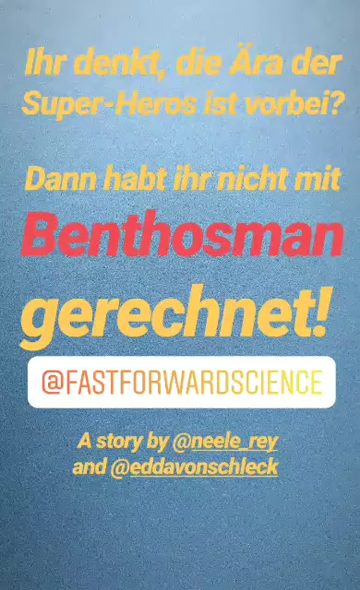 Ihr denkt, die Ära der
Super-Heros ist vorbei?
Dann habt ihr nicht mit
Benthosman
gerechnet!
@FASTFORWARDSCIENCE
A story by @neele_rey
and @eddavonschleck